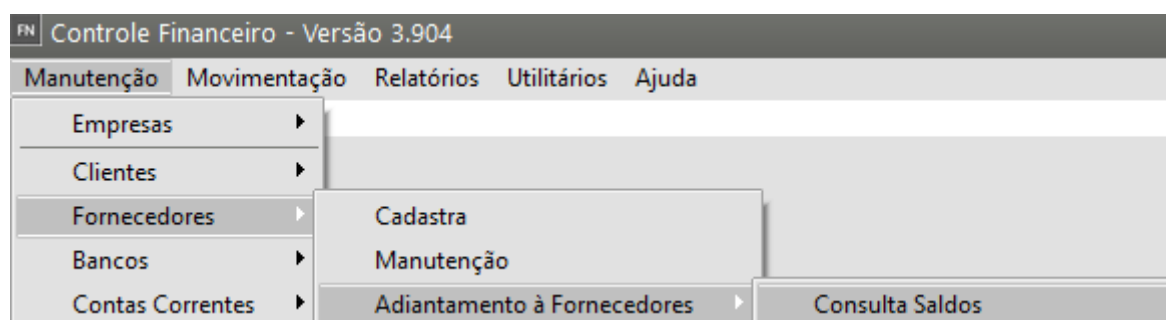 FN Controle Financeiro - Versão 3.904
Manutenção Movimentação Relatórios Utilitários Ajuda
Empresas
Clientes
Fornecedores Cadastra
Bancos Manutenção
Contas Correntes Adiantamento à Fornecedores Consulta Saldos